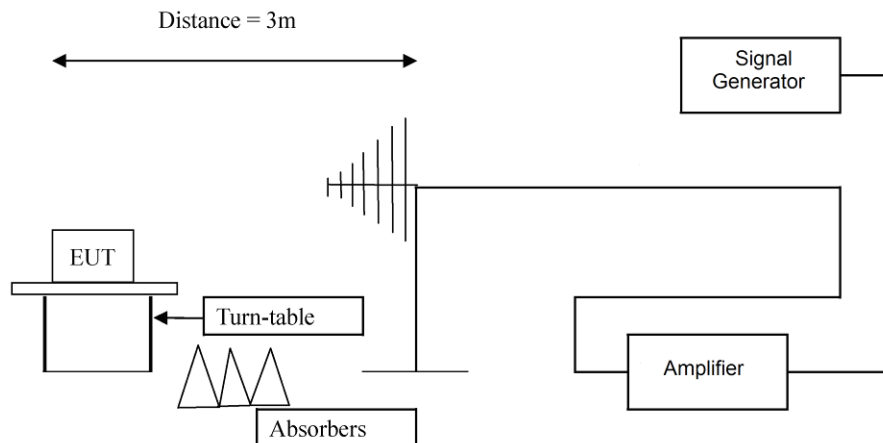 Distance = 3m
Signal
Generator
EUT
Turn-table
Amplifier
Absorbers